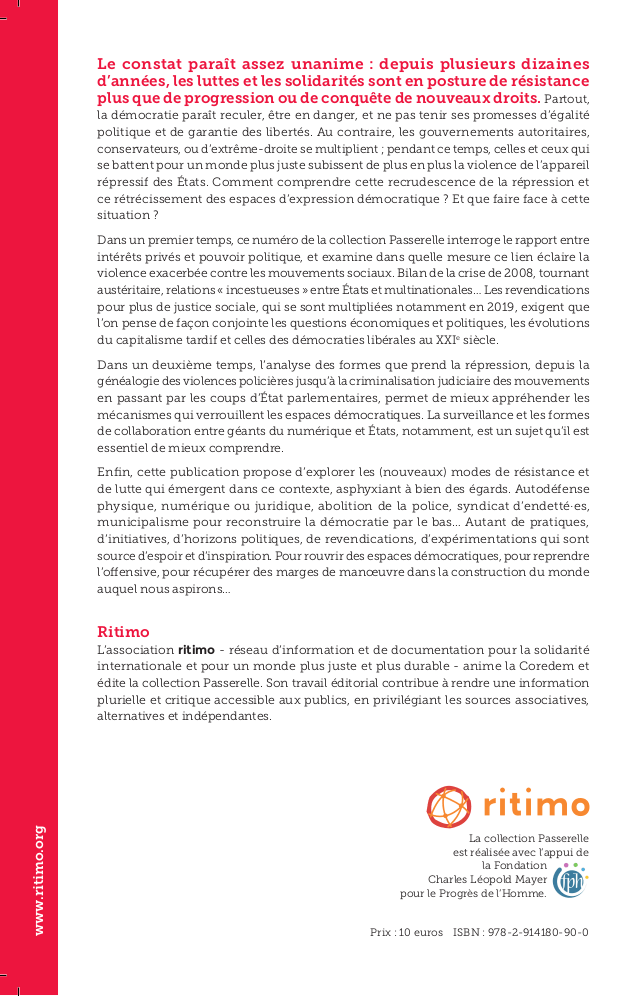 Le constat paraît assez unanime : depuis plusieurs dizaines
d'années, les luttes et les solidarités sont en posture de résistance
plus que de progression ou de conquête de nouveaux droits. Partout,
la démocratie paraît reculer, être en danger, et ne pas tenir ses promesses d'égalité
politique et de garantie des libertés. Au contraire, les gouvernements autoritaires,
conservateurs, ou d'extrême-droite se multiplient ; pendant ce temps, celles et ceux qui
se battent pour un monde plus juste subissent de plus en plus la violence de l'appareil
répressif des États. Comment comprendre cette recrudescence de la répression et
ce rétrécissement des espaces d'expression démocratique ? Et que faire face à cette
situation ?
Dans un premier temps, ce numéro de la collection Passerelle interroge le rapport entre
intérêts privés et pouvoir politique, et examine dans quelle mesure ce lien éclaire la
violence exacerbée contre les mouvements sociaux. Bilan de la crise de 2008, tournant
austéritaire, relations « incestueuses » entre États et multinationales... Les revendications
pour plus de justice sociale, qui se sont multipliées notamment en 2019, exigent que
l'on pense de façon conjointe les questions économiques et politiques, les évolutions
du capitalisme tardif et celles des démocraties libérales au XXIe siècle.
Dans un deuxième temps, l'analyse des formes que prend la répression, depuis la
généalogie des violences policières jusqu'à la criminalisation judiciaire des mouvements
en passant par les coups d'État parlementaires, permet de mieux appréhender les
mécanismes qui verrouillent les espaces démocratiques. La surveillance et les formes
de collaboration entre géants du numérique et États, notamment, est un sujet qu'il est
essentiel de mieux comprendre.
Enfin, cette publication propose d'explorer les (nouveaux) modes de résistance et
de lutte qui émergent dans ce contexte, asphyxiant à bien des égards. Autodéfense
physique, numérique ou juridique, abolition de la police, syndicat d'endetté·es,
municipalisme pour reconstruire la démocratie par le bas... Autant de pratiques,
d'initiatives, d'horizons politiques, de revendications, d'expérimentations qui sont
source d'espoir et d'inspiration. Pour rouvrir des espaces démocratiques, pour reprendre
l'offensive, pour récupérer des marges de manœuvre dans la construction du monde
auquel nous aspirons...
Ritimo
L'association ritimo - réseau d'information et de documentation pour la solidarité
internationale et pour un monde plus juste et plus durable - anime la Coredem et
édite la collection Passerelle. Son travail éditorial contribue à rendre une information
plurielle et critique accessible aux publics, en privilégiant les sources associatives,
alternatives et indépendantes.
ritimo
La collection Passerelle
est réalisée avec l'appui de
la Fondation
Charles Léopold Mayer
pour le Progrès de l'Homme.
fph
Prix : 10 euros ISBN : 978-2-914180-90-0
www.ritimo.org